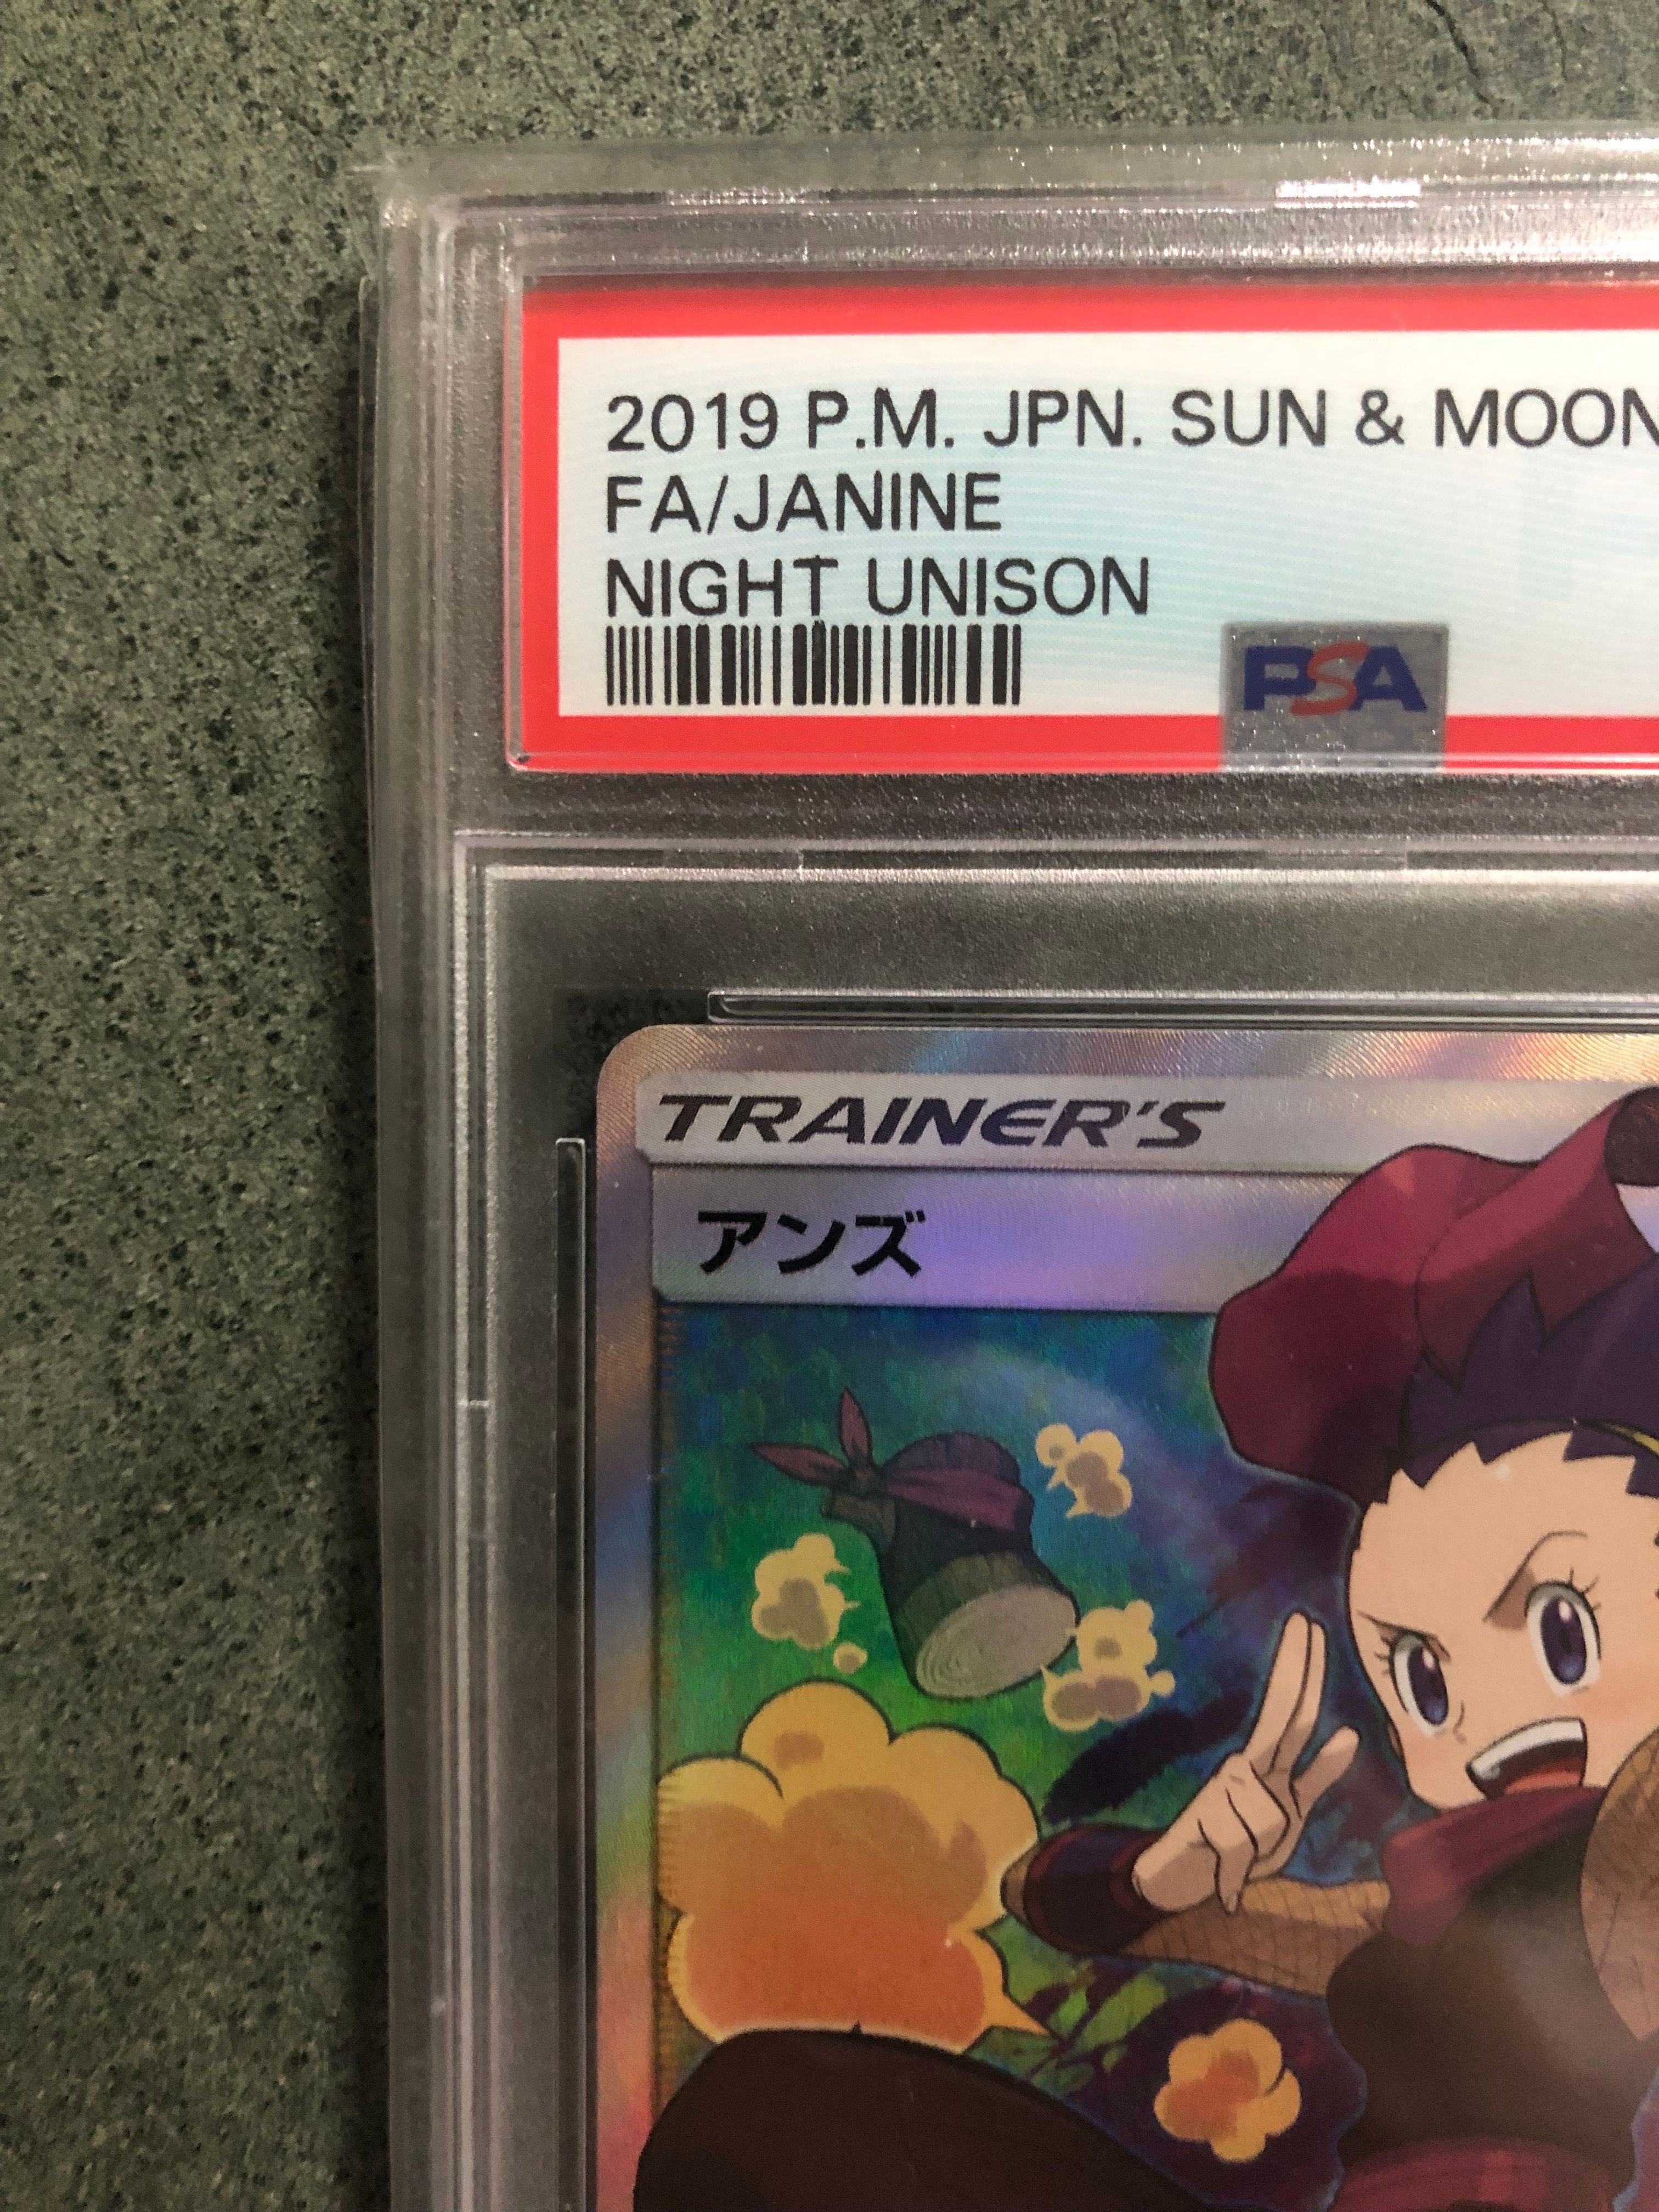 2019 P.M. JPN. SUN & MOON
FA/JANINE
NIGHT UNISON
PSA
TRAINER'S
アンズ